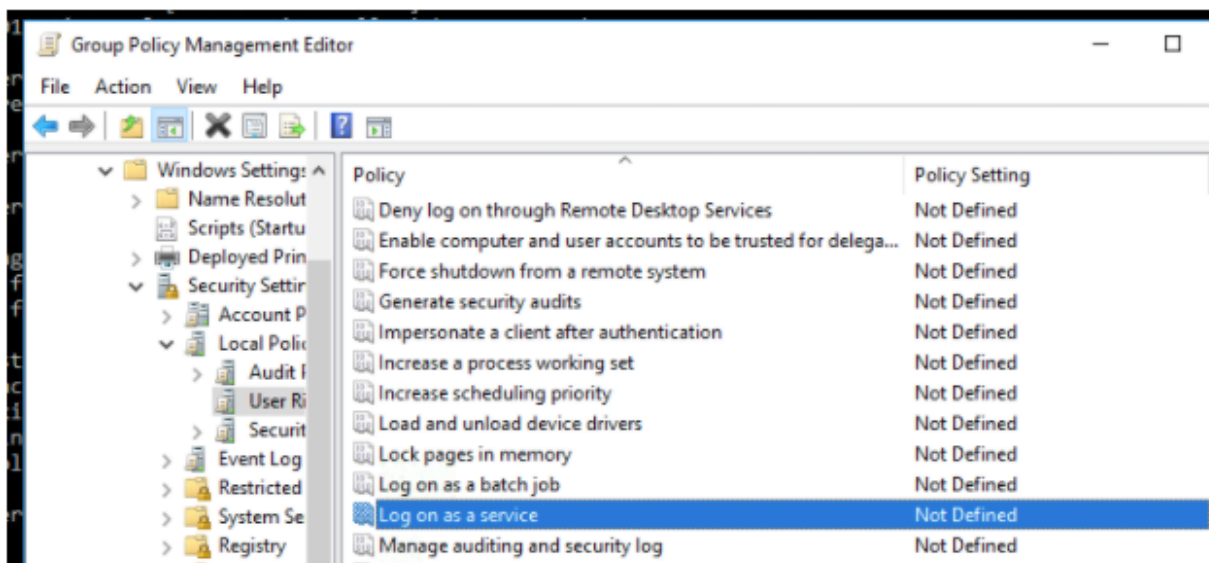 Group Policy Management Editor
File Action View Help
Windows Settings
Name Resolut
Scripts (Startu
Deployed Prin
Security Settin
Account P
Local Polic
Audit P
User Ri
Securit
Event Log
Restricted
System Se
Registry
Policy Policy Setting
Deny log on through Remote Desktop Services Not Defined
Enable computer and user accounts to be trusted for delega... Not Defined
Force shutdown from a remote system Not Defined
Generate security audits Not Defined
Impersonate a client after authentication Not Defined
Increase a process working set Not Defined
Increase scheduling priority Not Defined
Load and unload device drivers Not Defined
Lock pages in memory Not Defined
Log on as a batch job Not Defined
Log on as a service Not Defined
Manage auditing and security log Not Defined